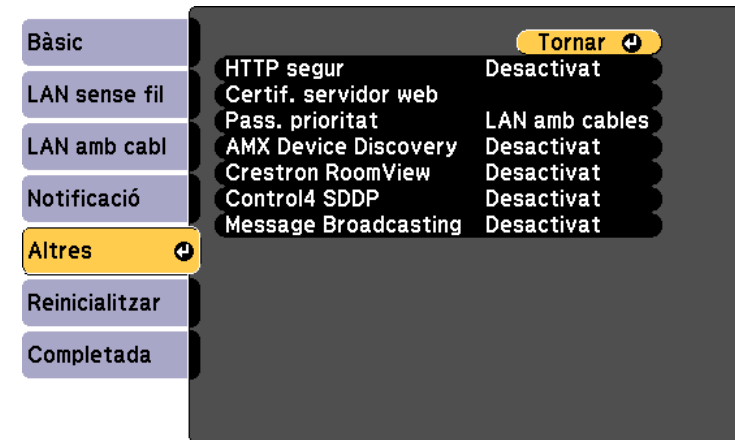 Bàsic
LAN sense fil
LAN amb cabl
Notificació
Altres
Reinicialitzar
Completada
Tornar
HTTP segur Desactivat
Certif. servidor web
Pass. prioritat LAN amb cables
AMX Device Discovery Desactivat
Crestron RoomView Desactivat
Control4 SDDP Desactivat
Message Broadcasting Desactivat